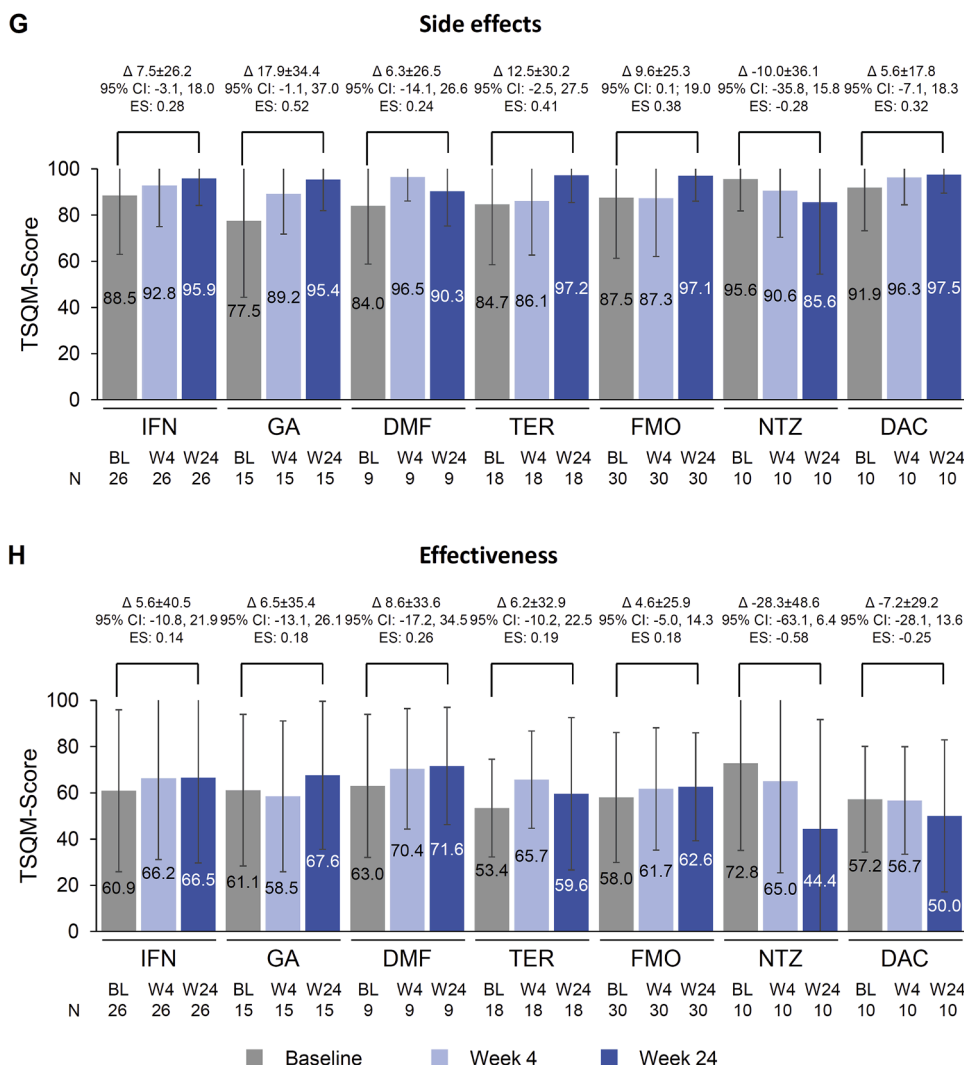 G
Side effects
Δ 7.5±26.2 Δ 17.9±34.4 Δ 6.3±26.5 Δ 12.5±30.2 Δ 9.6±25.3 Δ -10.0±36.1 Δ 5.6±17.8
95% CI: -3.1, 18.0 95% CI: -1.1, 37.0 95% CI: -14.1, 26.6 95% CI: -2.5, 27.5 95% CI: 0.1; 19.0 95% CI: -35.8, 15.8 95% CI: -7.1, 18.3
ES: 0.28 ES: 0.52 ES: 0.24 ES: 0.41 ES: 0.38 ES: -0.28 ES: 0.32
TSQM-Score
100
80
60
40
20
0
88.5 92.8 95.9 77.5 89.2 95.4 84.0 96.5 90.3 84.7 86.1 97.2 87.5 87.3 97.1 95.6 90.6 85.6 91.9 96.3 97.5
IFN GA DMF TER FMO NTZ DAC
BL W4 W24 BL W4 W24 BL W4 W24 BL W4 W24 BL W4 W24 BL W4 W24 BL W4 W24
N 26 26 26 15 15 15 9 9 9 18 18 18 30 30 30 10 10 10 10 10 10
H
Effectiveness
Δ 5.6±40.5 Δ 6.5±35.4 Δ 8.6±33.6 Δ 6.2±32.9 Δ 4.6±25.9 Δ -28.3±48.6 Δ -7.2±29.2
95% CI: -10.8, 21.9 95% CI: -13.1, 26.1 95% CI: -17.2, 34.5 95% CI: -10.2, 22.5 95% CI: -5.0, 14.3 95% CI: -63.1, 6.4 95% CI: -28.1, 13.6
ES: 0.14 ES: 0.18 ES: 0.26 ES: 0.19 ES: 0.18 ES: -0.58 ES: -0.25
TSQM-Score
100
80
60
40
20
0
60.9 66.2 66.5 61.1 58.5 67.6 63.0 70.4 71.6 53.4 65.7 59.6 58.0 61.7 62.6 72.8 65.0 44.4 57.2 56.7 50.0
IFN GA DMF TER FMO NTZ DAC
BL W4 W24 BL W4 W24 BL W4 W24 BL W4 W24 BL W4 W24 BL W4 W24 BL W4 W24
N 26 26 26 15 15 15 9 9 9 18 18 18 30 30 30 10 10 10 10 10 10
Baseline Week 4 Week 24